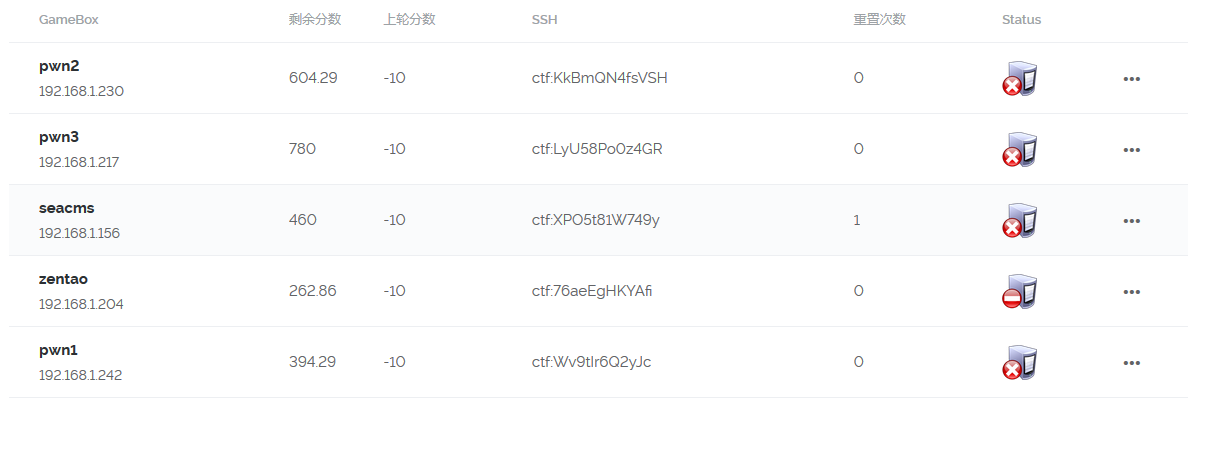 GameBox 剩余分数 上轮分数 SSH 重置次数 Status
pwn2
192.168.1.230
604.29 -10 ctf:KkBmQN4fsVSH 0
pwn3
192.168.1.217
780 -10 ctf:LyU58Po0z4GR 0
seacms
192.168.1.156
460 -10 ctf:XPO5t81W749y 1
zentao
192.168.1.204
262.86 -10 ctf:76aeEgHKYAfi 0
pwn1
192.168.1.242
394.29 -10 ctf:Wv9tIr6Q2yJc 0